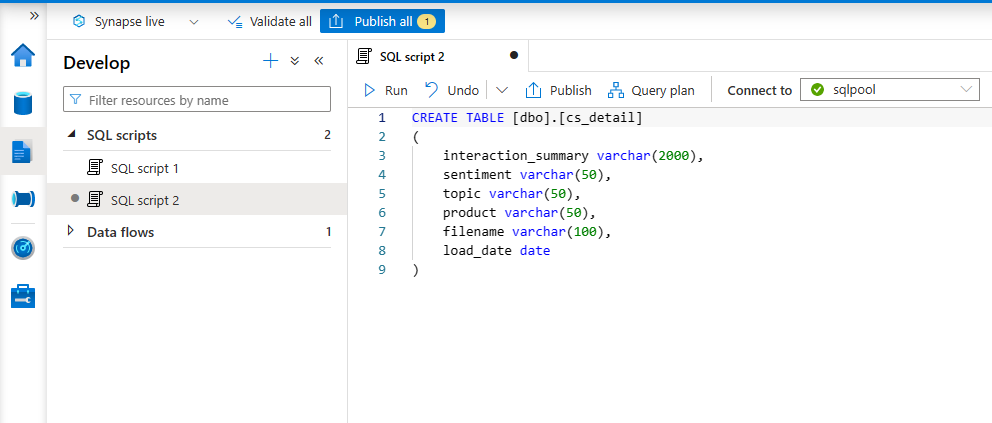 »
Synapse live
Validate all
Publish all 1
Develop
Filter resources by name
SQL scripts 2
SQL script 1
SQL script 2
Data flows 1
SQL script 2
Run Undo Publish Query plan Connect to sqlpool
1 CREATE TABLE [dbo].[cs_detail]
2 (
3 interaction_summary varchar(2000),
4 sentiment varchar(50),
5 topic varchar(50),
6 product varchar(50),
7 filename varchar(100),
8 load_date date
9 )